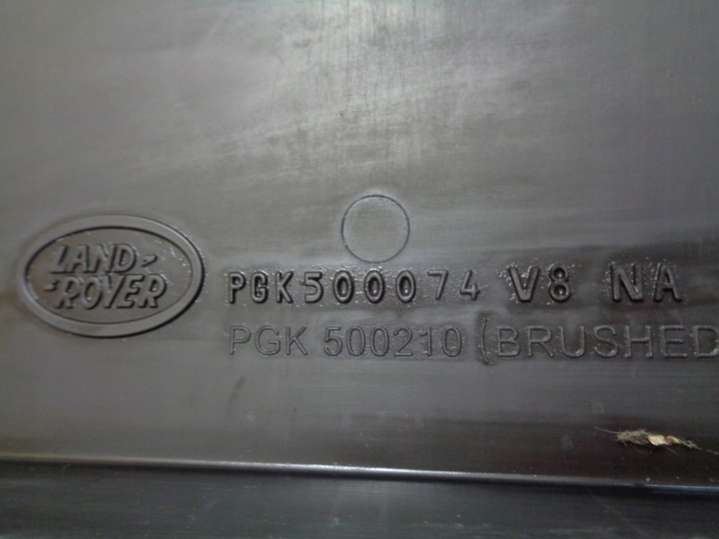 LAND-
-ROVER
PGK500074 V8 NA
PGK 500210 (BRUSHED